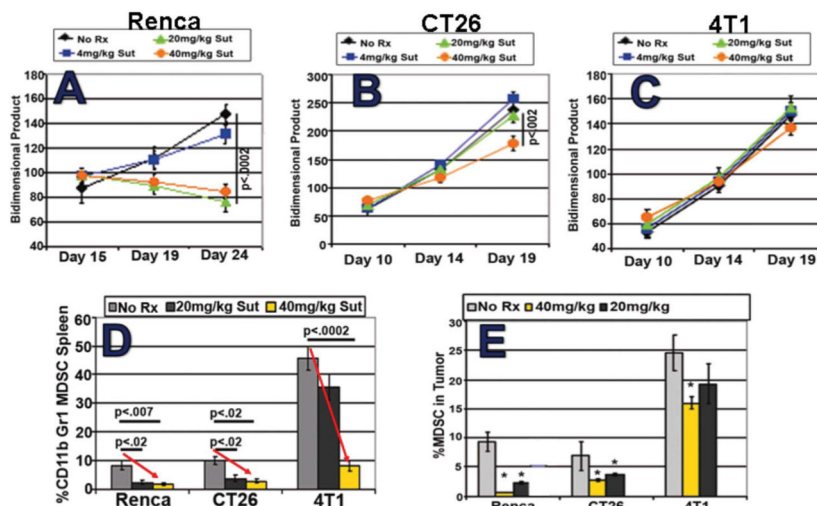 Renca
CT26
4T1
No Rx
20mg/kg Sut
4mg/kg Sut
40mg/kg Sut
No Rx
20mg/kg Sut
4mg/kg Sut
40mg/kg Sut
No Rx
20mg/kg Sut
4mg/kg Sut
40mg/kg Sut
A
Bidimensional Product
180
160
140
120
100
80
60
40
p<.0002
Day 15
Day 19
Day 24
B
Bidimensional Product
300
250
200
150
100
50
0
p<.002
Day 10
Day 14
Day 19
C
Bidimensional Product
180
160
140
120
100
80
60
40
Day 10
Day 14
Day 19
No Rx
20mg/kg Sut
40mg/kg Sut
D
%CD11b Gr1 MDSC Spleen
60
50
40
30
20
10
0
p<.007
p<.02
p<.02
p<.02
p<.0002
Renca
CT26
4T1
No Rx
40mg/kg
20mg/kg
E
%MDSC in Tumor
30
25
20
15
10
5
0
* *
* *
*
Renca
CT26
4T1